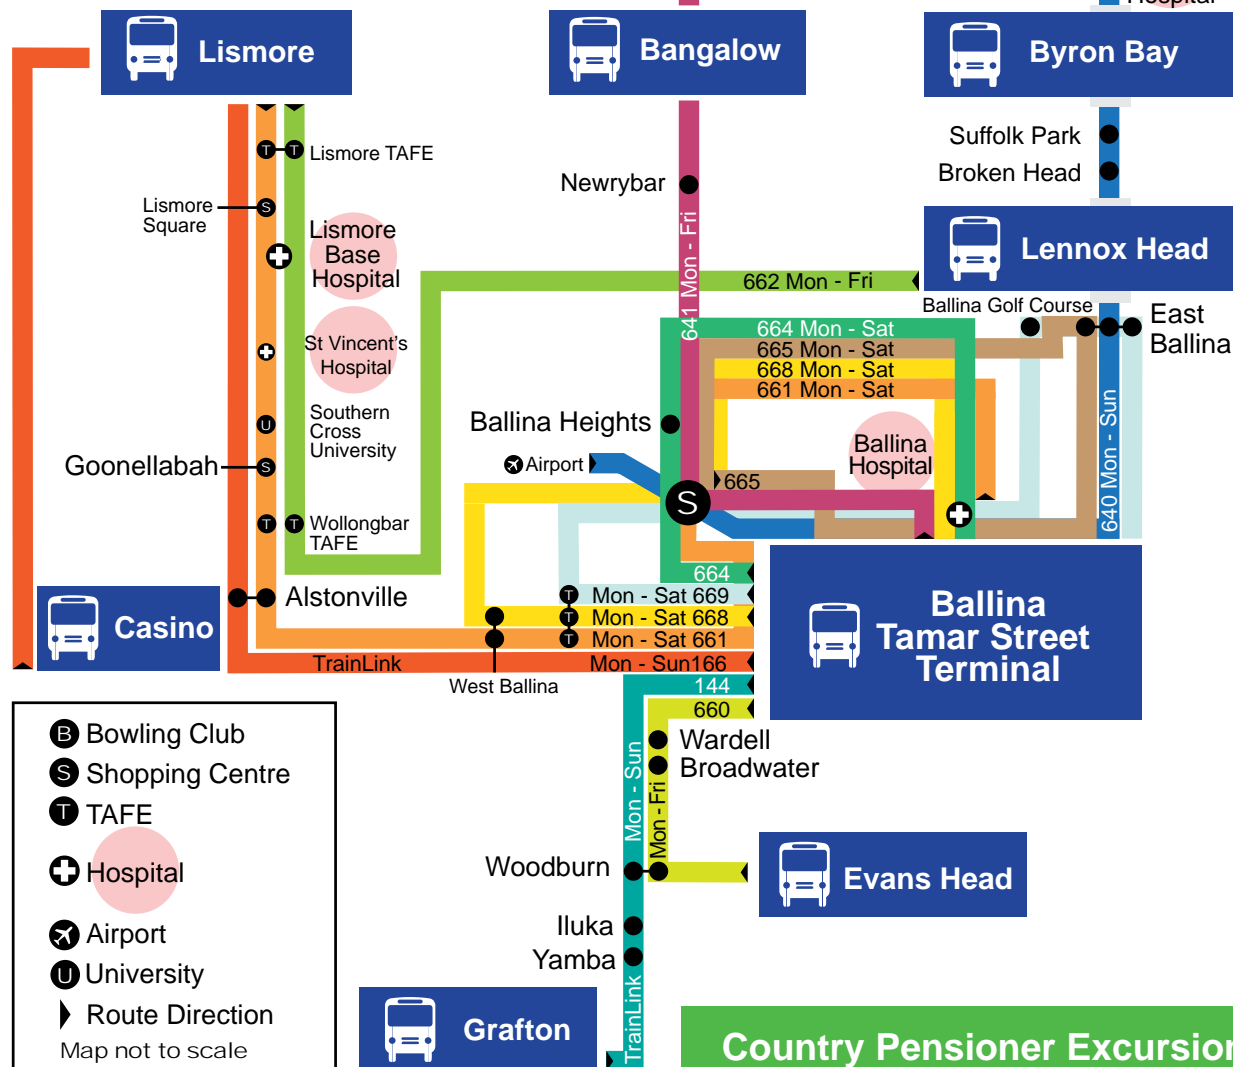 Hospital
Lismore
Bangalow
Byron Bay
Suffolk Park
Broken Head
T
T
Lismore TAFE
Newrybar
Lismore
Square
S
Lismore
Base
Hospital
Lennox Head
641 Mon - Fri
662 Mon - Fri
Ballina Golf Course
East
Ballina
St Vincent's
Hospital
664 Mon - Sat
665 Mon - Sat
668 Mon - Sat
661 Mon - Sat
640 Mon - Sun
U
Southern
Cross
University
Ballina Heights
Ballina
Hospital
Goonellabah
S
Airport
665
S
T
T
Wollongbar
TAFE
664
T
Mon - Sat 669
T
Mon - Sat 668
T
Mon - Sat 661
Alstonville
Casino
Ballina
Tamar Street
Terminal
TrainLink
Mon - Sun166
West Ballina
144
660
Wardell
Broadwater
Mon - Sun
Mon - Fri
Woodburn
Evans Head
Iluka
Yamba
TrainLink
Grafton
B Bowling Club
S Shopping Centre
T TAFE
Hospital
Airport
U University
Route Direction
Map not to scale
Country Pensioner Excursion